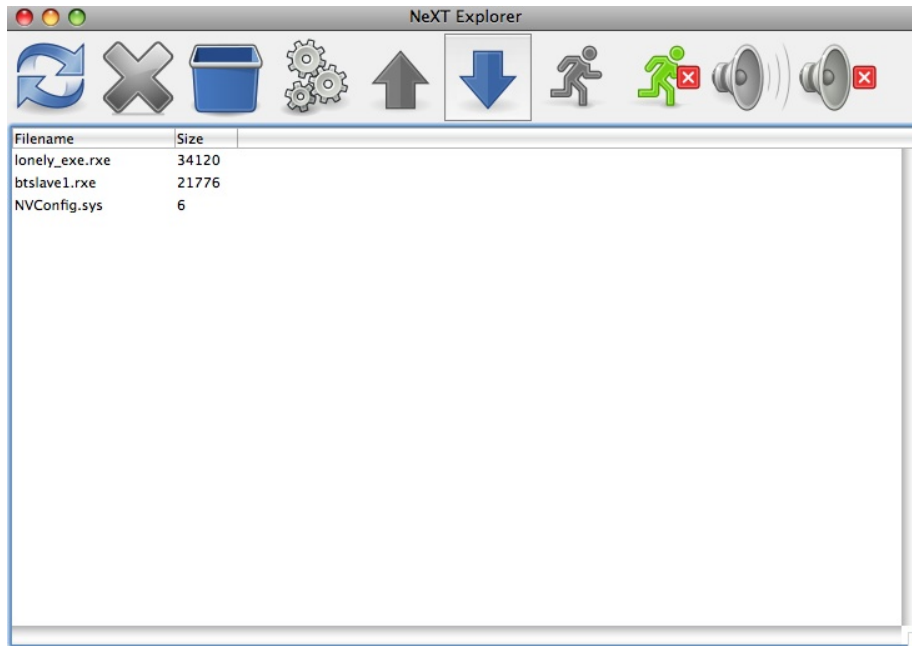 NeXT Explorer
Filename Size
lonely_exe.rxe 34120
btslave1.rxe 21776
NVConfig.sys 6